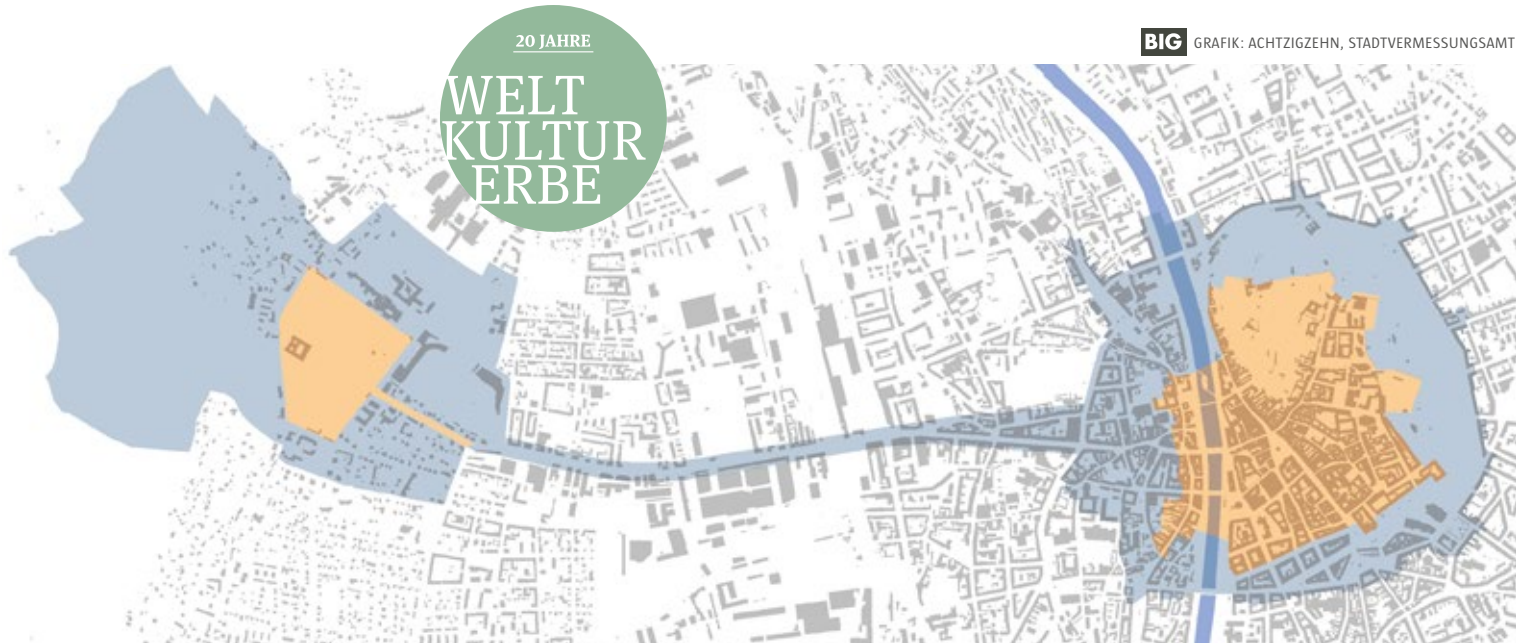 20 JAHRE
WELT
KULTUR
ERBE
BIG GRAFIK: ACHTZIGZEHN, STADTVERMESSUNGSAMT